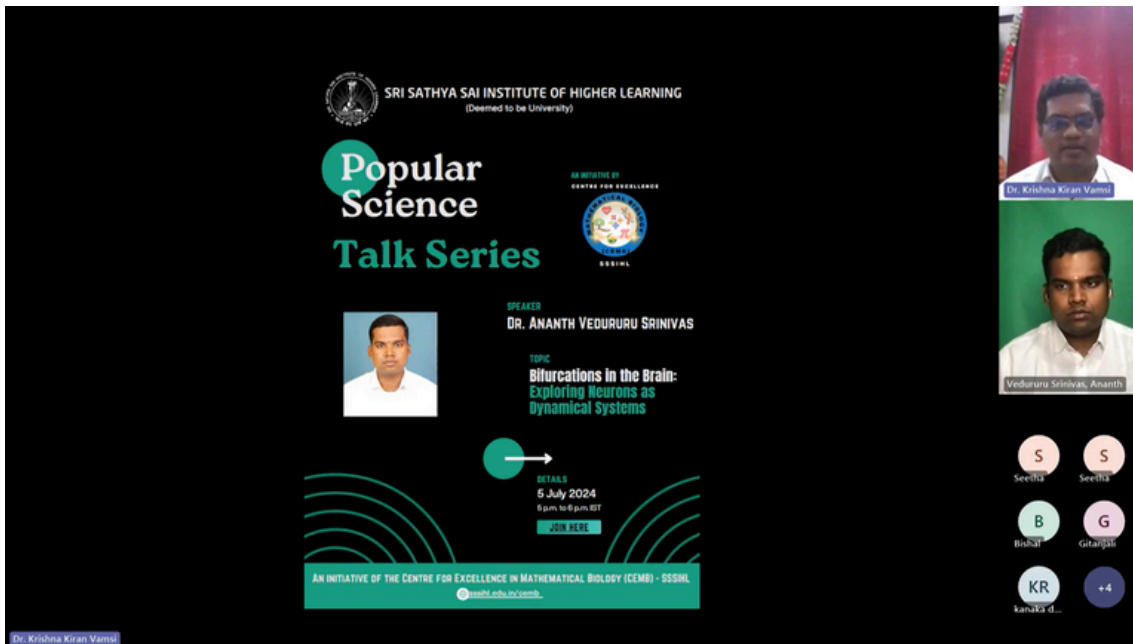 SRI SATHYA SAI INSTITUTE OF HIGHER LEARNING
(Deemed to be University)
Popular
Science
Talk Series
AN INITIATIVE BY
CENTRE FOR EXCELLENCE
MATHEMATICAL BIOLOGY
(CEMB)
SSSIHL
SPEAKER
DR. ANANTH VEDURURU SRINIVAS
TOPIC
Bifurcations in the Brain:
Exploring Neurons as
Dynamical Systems
DETAILS
5 July 2024
5 p.m. to 6 p.m. IST
JOIN HERE
AN INITIATIVE OF THE CENTRE FOR EXCELLENCE IN MATHEMATICAL BIOLOGY (CEMB) - SSSIHL
sssihl.edu.in/cemb
Dr. Krishna Kiran Vamsi
Dr. Krishna Kiran Vamsi
Vedururu Srinivas, Ananth
S S
Seetha Seetha
B G
Bishal Gitanjali
KR +4
kanaka d...